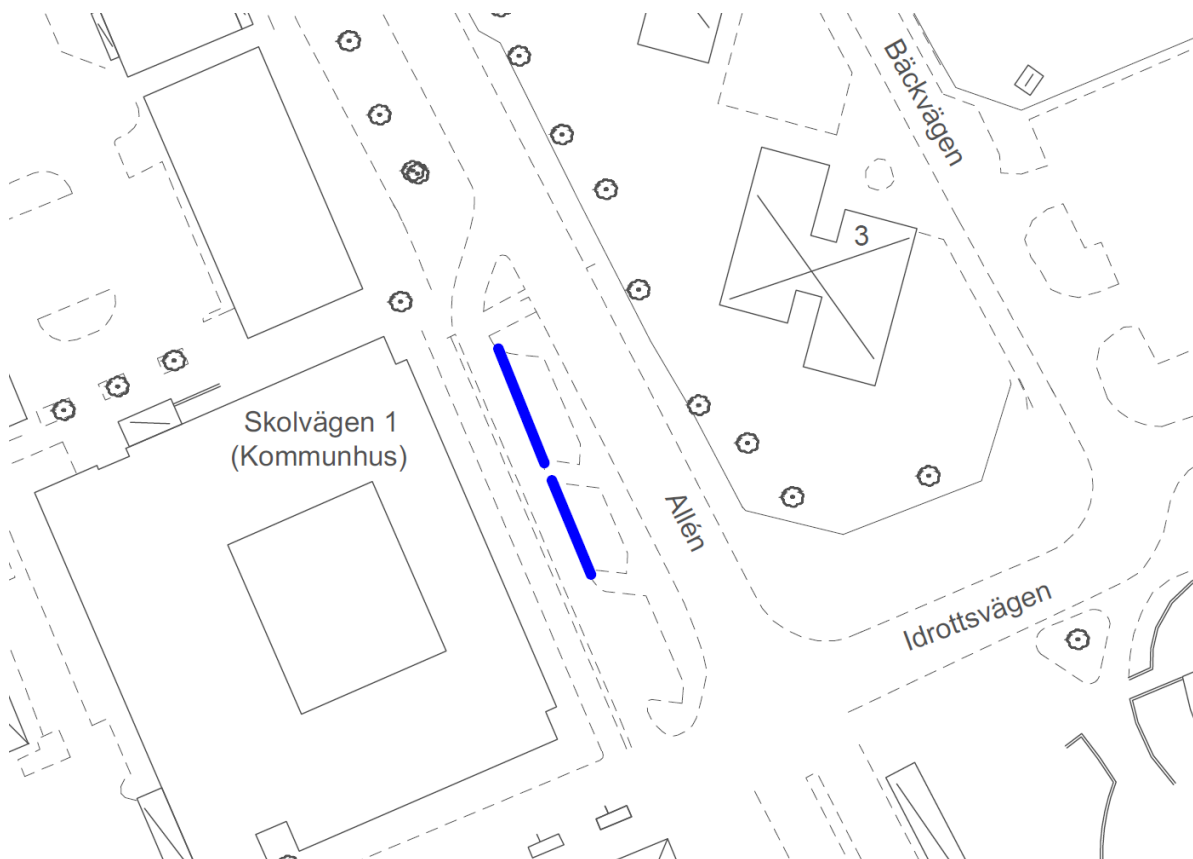 Bäckvägen
3
Skolvägen 1
(Kommunhus)
Allén
Idrottsvägen